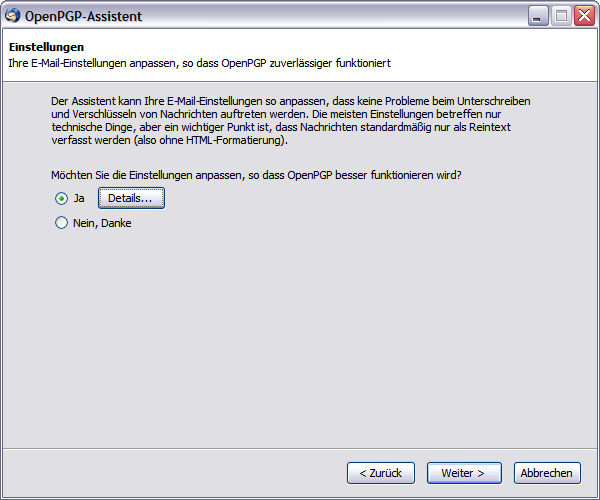 OpenPGP-Assistent
Einstellungen
Ihre E-Mail-Einstellungen anpassen, so dass OpenPGP zuverlässiger funktioniert
Der Assistent kann Ihre E-Mail-Einstellungen so anpassen, dass keine Probleme beim Unterschreiben
und Verschlüsseln von Nachrichten auftreten werden. Die meisten Einstellungen betreffen nur
technische Dinge, aber ein wichtiger Punkt ist, dass Nachrichten standardmäßig nur als Reintext
verfasst werden (also ohne HTML-Formatierung).
Möchten Sie die Einstellungen anpassen, so dass OpenPGP besser funktionieren wird?
Ja Details...
Nein, Danke
< Zurück Weiter > Abbrechen